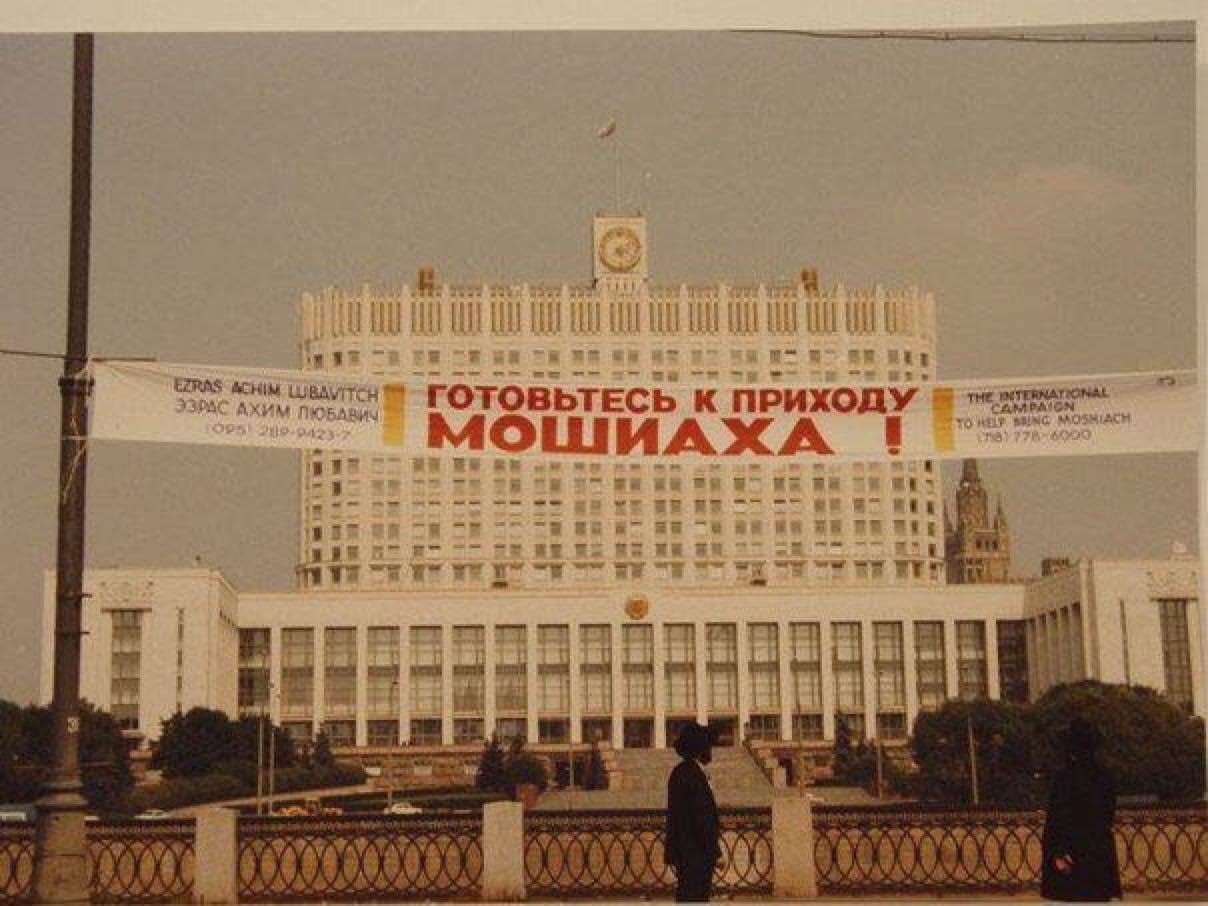 EZRAS ACHIM LUBAVITCH
ЭЗРАС АХИМ ЛЮБАВИЧ
(095) 289-9423-7
ГОТОВЬТЕСЬ К ПРИХОДУ
МОШИАХА !
THE INTERNATIONAL
CAMPAIGN
TO HELP BRING MOSHIACH
(718) 778-6000